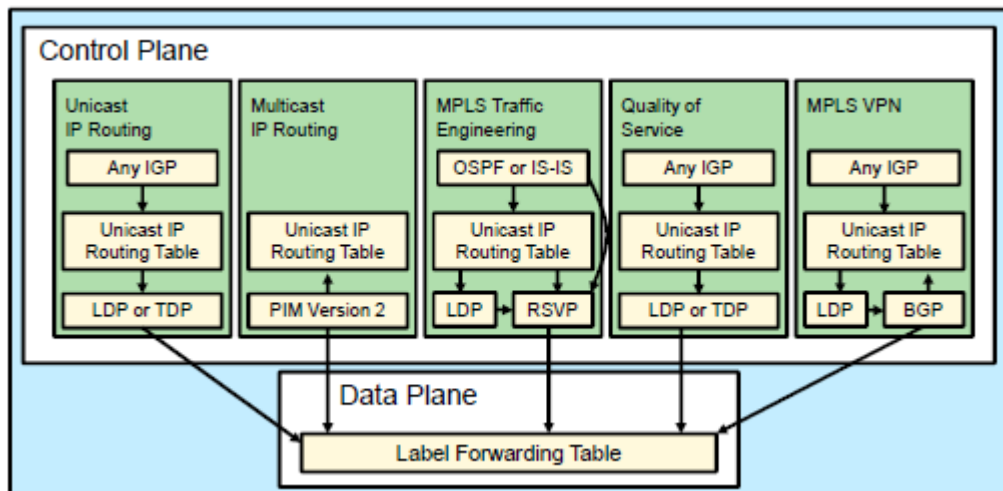 Control Plane
Unicast
IP Routing
Any IGP
Unicast IP
Routing Table
LDP or TDP
Multicast
IP Routing
Unicast IP
Routing Table
PIM Version 2
MPLS Traffic
Engineering
OSPF or IS-IS
Unicast IP
Routing Table
LDP
RSVP
Quality of
Service
Any IGP
Unicast IP
Routing Table
LDP or TDP
MPLS VPN
Any IGP
Unicast IP
Routing Table
LDP
BGP
Data Plane
Label Forwarding Table